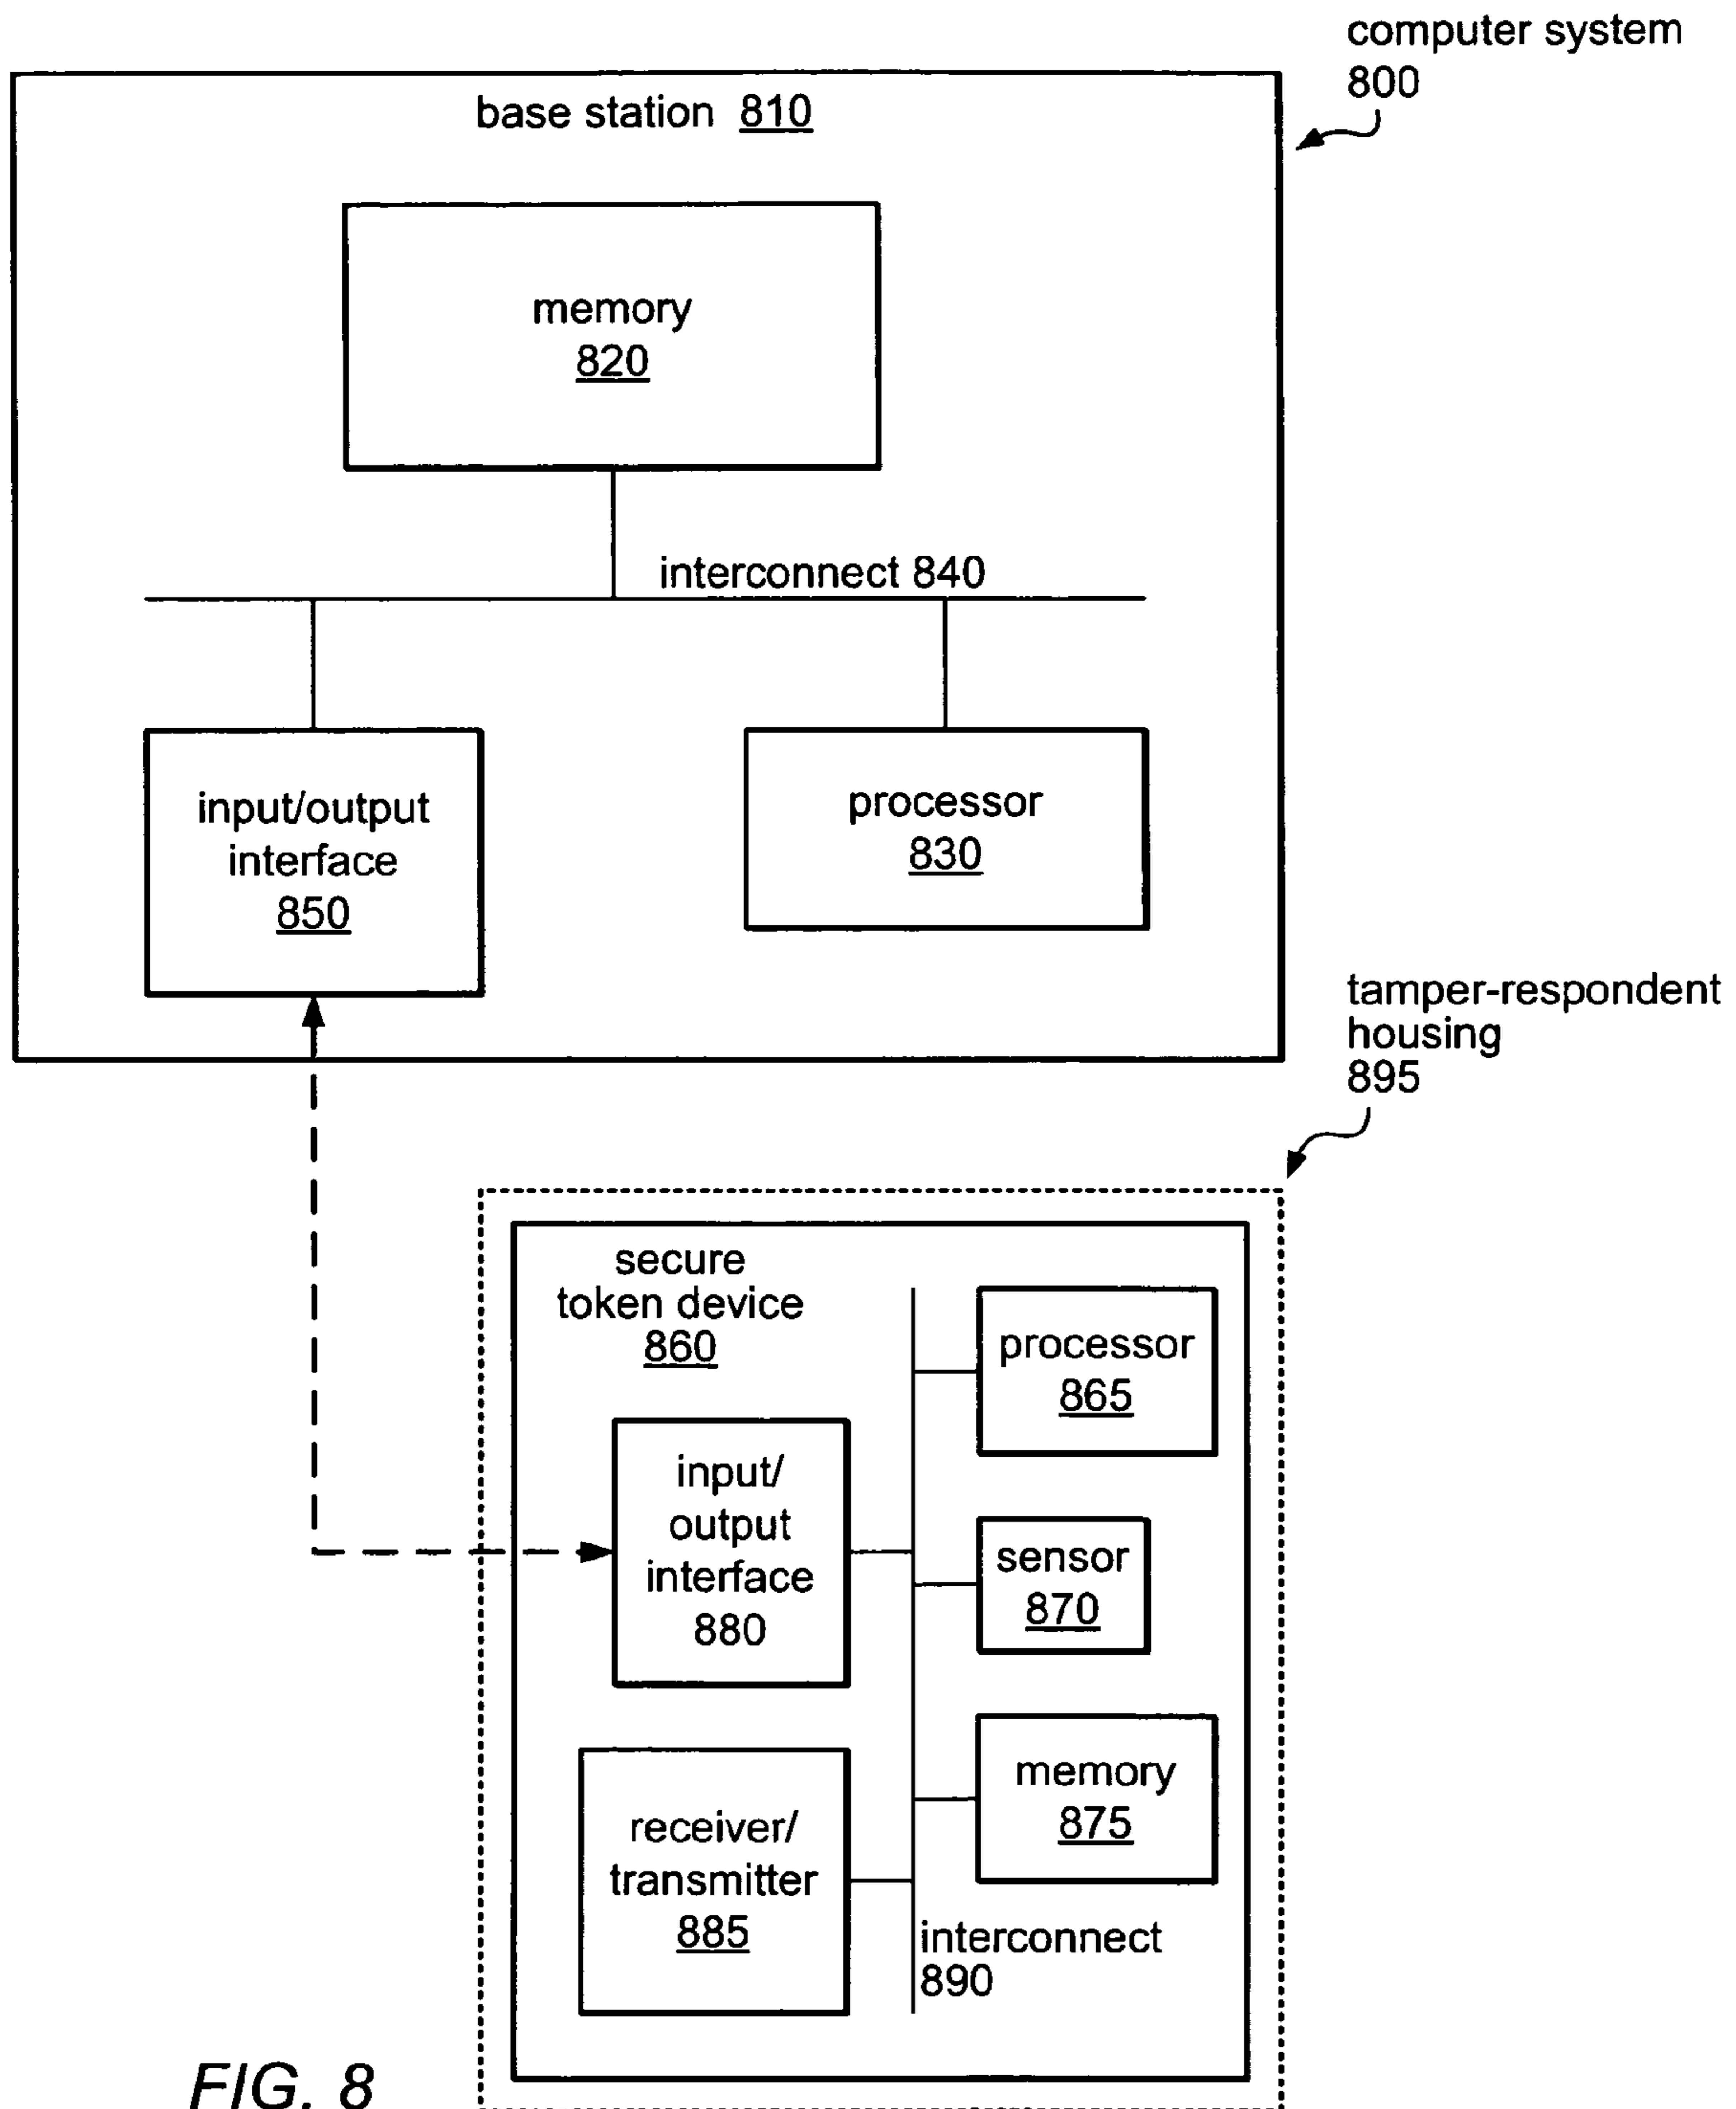 computer system
800
base station 810
memory
820
interconnect 840
input/output
interface
850
processor
830
tamper-respondent
housing
895
secure
token device
860
processor
865
input/
output
interface
880
sensor
870
memory
875
receiver/
transmitter
885
interconnect
890
FIG. 8